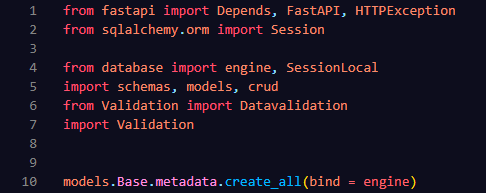 1 from fastapi import Depends, FastAPI, HTTPException
2 from sqlalchemy.orm import Session
3
4 from database import engine, SessionLocal
5 import schemas, models, crud
6 from Validation import Datavalidation
7 import Validation
8
9
10 models.Base.metadata.create_all(bind = engine)